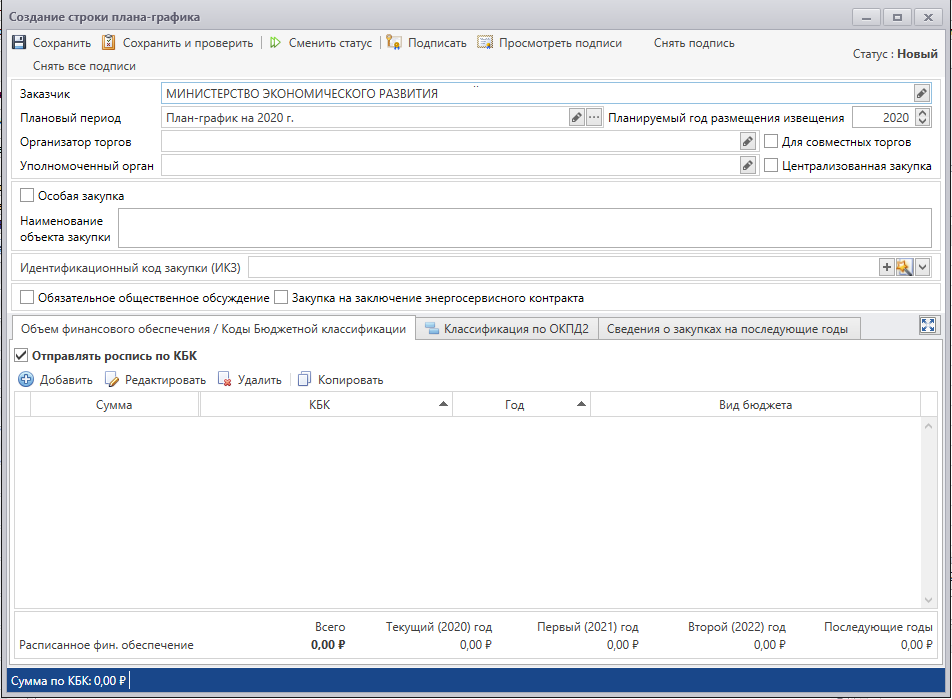 Создание строки плана-графика
Сохранить Сохранить и проверить Сменить статус Подписать Просмотреть подписи Снять подпись
Снять все подписи
Статус : Новый
Заказчик МИНИСТЕРСТВО ЭКОНОМИЧЕСКОГО РАЗВИТИЯ
Плановый период План-график на 2020 г. Планируемый год размещения извещения 2020
Организатор торгов Для совместных торгов
Уполномоченный орган Централизованная закупка
Особая закупка
Наименование
объекта закупки
Идентификационный код закупки (ИКЗ)
Обязательное общественное обсуждение Закупка на заключение энергосервисного контракта
Объем финансового обеспечения / Коды Бюджетной классификации Классификация по ОКПД2 Сведения о закупках на последующие годы
Отправлять роспись по КБК
Добавить Редактировать Удалить Копировать
Сумма КБК Год Вид бюджета
Всего Текущий (2020) год Первый (2021) год Второй (2022) год Последующие годы
Расписанное фин. обеспечение 0,00 ₽ 0,00 ₽ 0,00 ₽ 0,00 ₽ 0,00 ₽
Сумма по КБК: 0,00 ₽